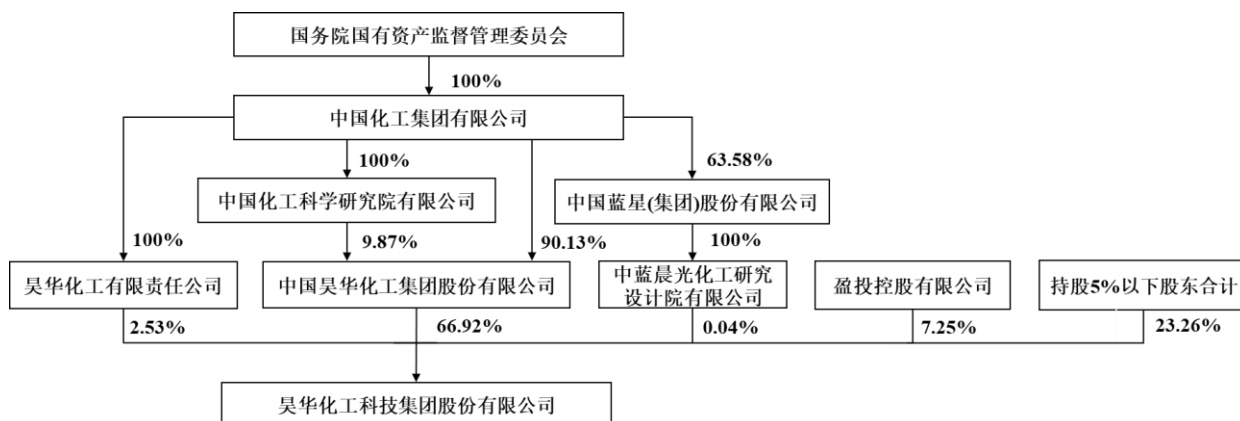 国务院国有资产监督管理委员会
100%
中国化工集团有限公司
100%
63.58%
中国化工科学研究院有限公司
中国蓝星(集团)股份有限公司
100%
9.87%
90.13%
100%
昊华化工有限责任公司
中国昊华化工集团股份有限公司
中蓝晨光化工研究
设计院有限公司
盈投控股有限公司
持股5%以下股东合计
2.53%
66.92%
0.04%
7.25%
23.26%
昊华化工科技集团股份有限公司